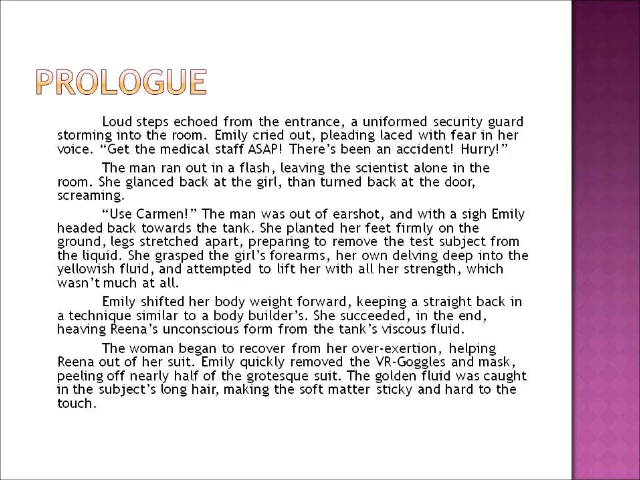 PROLOGUE
Loud steps echoed from the entrance, a uniformed security guard
storming into the room. Emily cried out, pleading laced with fear in her
voice. “Get the medical staff ASAP! There’s been an accident! Hurry!”
The man ran out in a flash, leaving the scientist alone in the
room. She glanced back at the girl, than turned back at the door,
screaming.
“Use Carmen!” The man was out of earshot, and with a sigh Emily
headed back towards the tank. She planted her feet firmly on the
ground, legs stretched apart, preparing to remove the test subject from
the liquid. She grasped the girl’s forearms, her own delving deep into the
yellowish fluid, and attempted to lift her with all her strength, which
wasn’t much at all.
Emily shifted her body weight forward, keeping a straight back in
a technique similar to a body builder’s. She succeeded, in the end,
heaving Reena’s unconscious form from the tank’s viscous fluid.
The woman began to recover from her over-exertion, helping
Reena out of her suit. Emily quickly removed the VR-Goggles and mask,
peeling off nearly half of the grotesque suit. The golden fluid was caught
in the subject’s long hair, making the soft matter sticky and hard to the
touch.